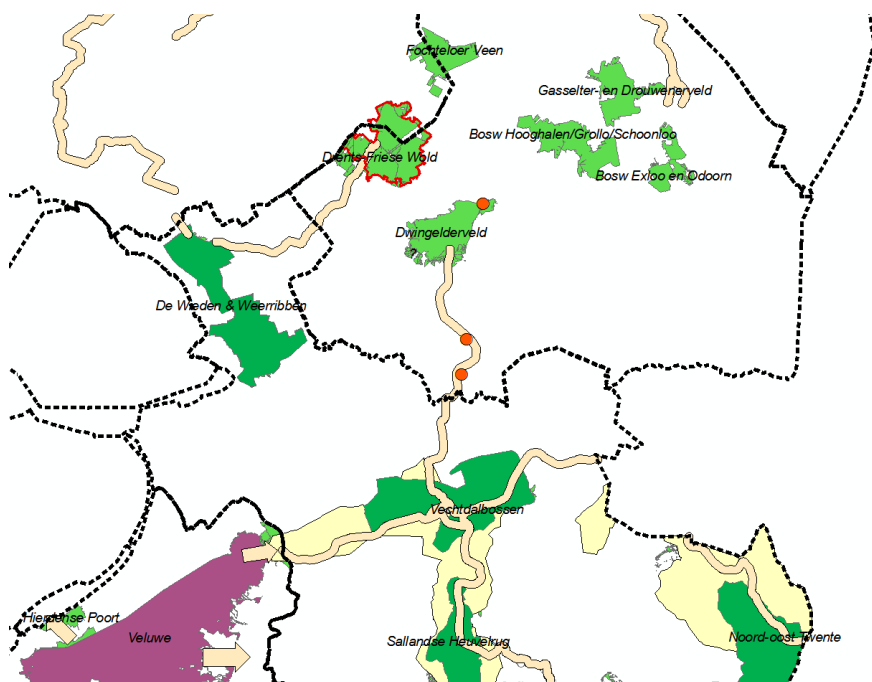 Fochteloer Veen
Gasselter- en Drouwenerveld
Bosw Hooghalen/Grollo/Schoonloo
Drents-Friese Wold
Bosw Exloo en Odoorn
Dwingelderveld
De Wieden & Weerribben
Vechtdalbossen
Hierdense Poort
Veluwe
Sallandse Heuvelrug
Noord-oost Twente